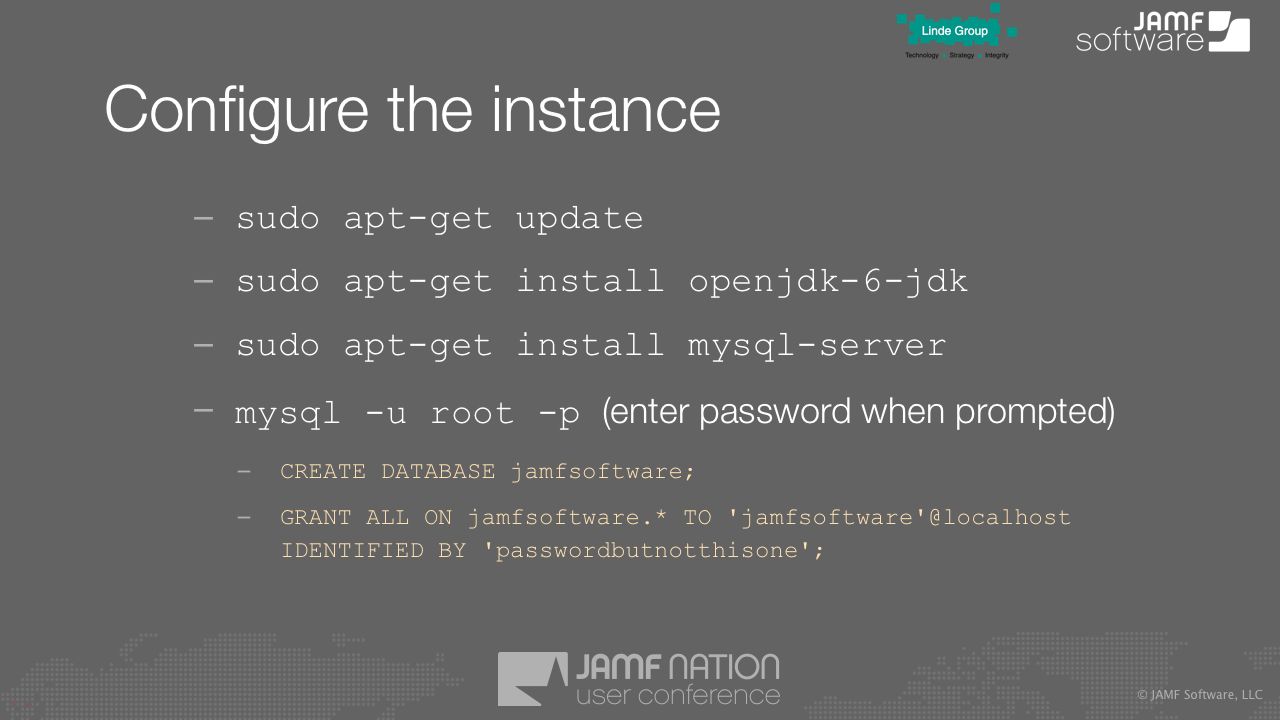 Linde Group
Technology Strategy Integrity
JAMF
software
Configure the instance
– sudo apt-get update
– sudo apt-get install openjdk-6-jdk
– sudo apt-get install mysql-server
– mysql -u root -p (enter password when prompted)
– CREATE DATABASE jamfsoftware;
– GRANT ALL ON jamfsoftware.* TO 'jamfsoftware'@localhost
IDENTIFIED BY 'passwordbutnotthisone';
JAMF NATION
user conference
© JAMF Software, LLC